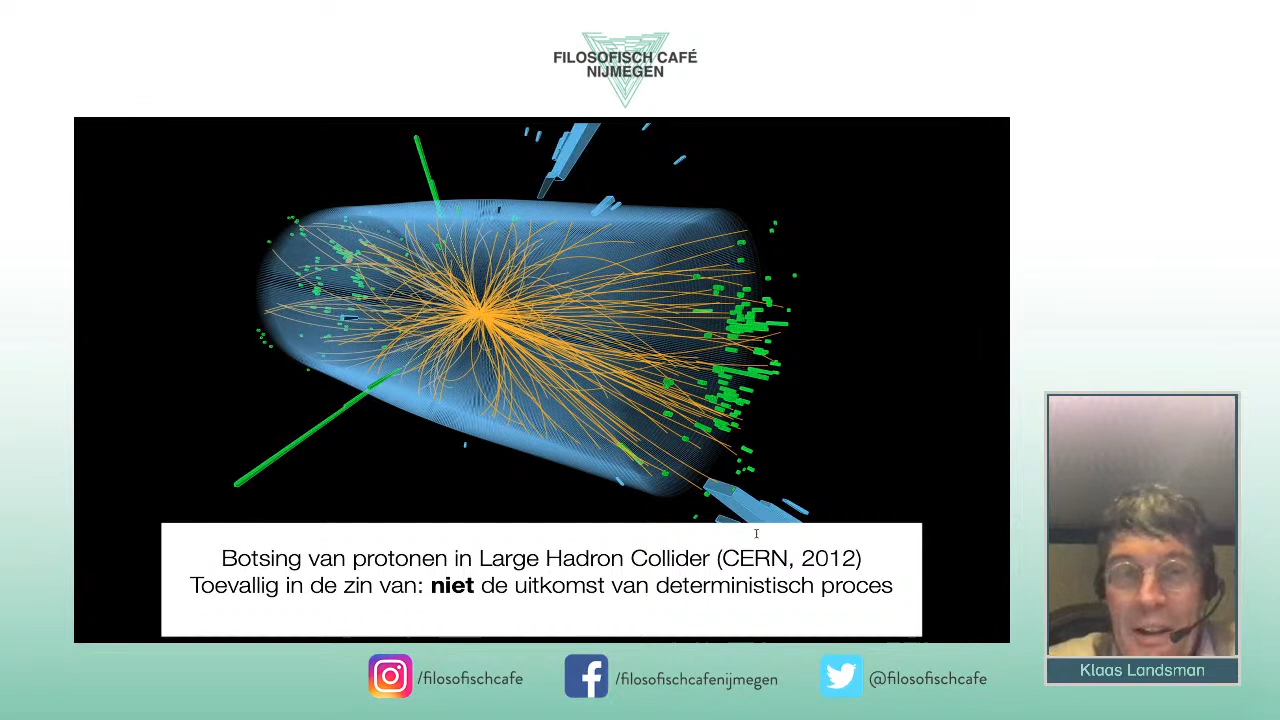 FILOSOFISCH CAFÉ
NIJMEGEN
Botsing van protonen in Large Hadron Collider (CERN, 2012)
Toevallig in de zin van: niet de uitkomst van deterministisch proces
Klaas Landsman
/filosofischcafe
/filosofischcafenijmegen
@filosofischcafe